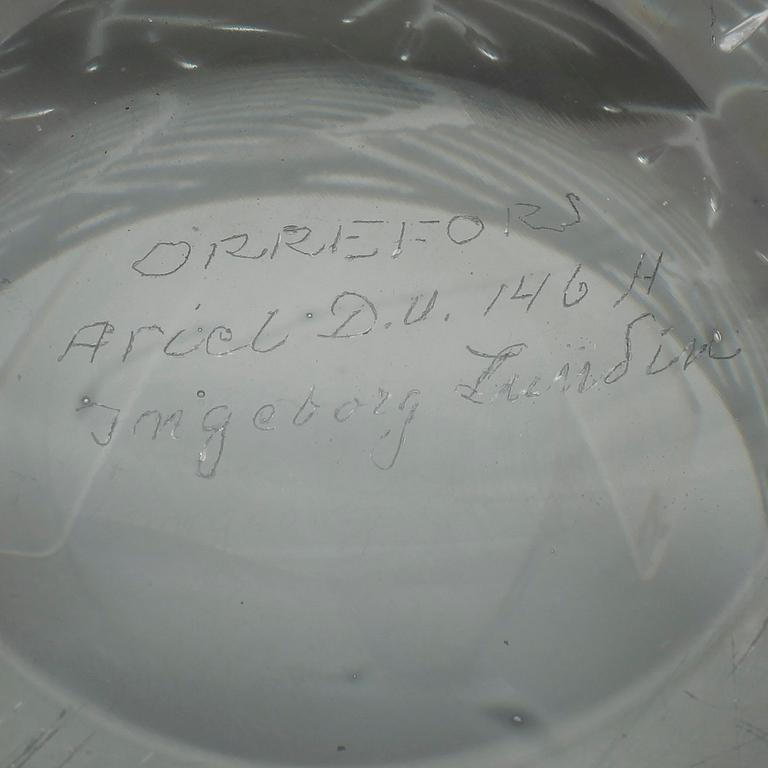 ORREFORS
Ariel D.U. 146 H
Ingeborg Lundin